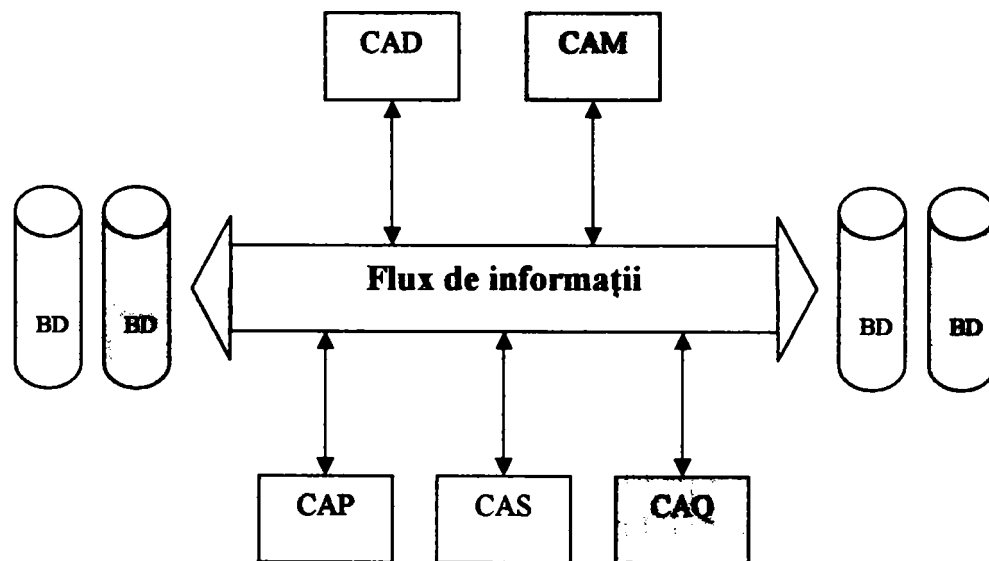 CAD
CAM
Flux de informații
BD
BD
BD
BD
CAP
CAS
CAQ